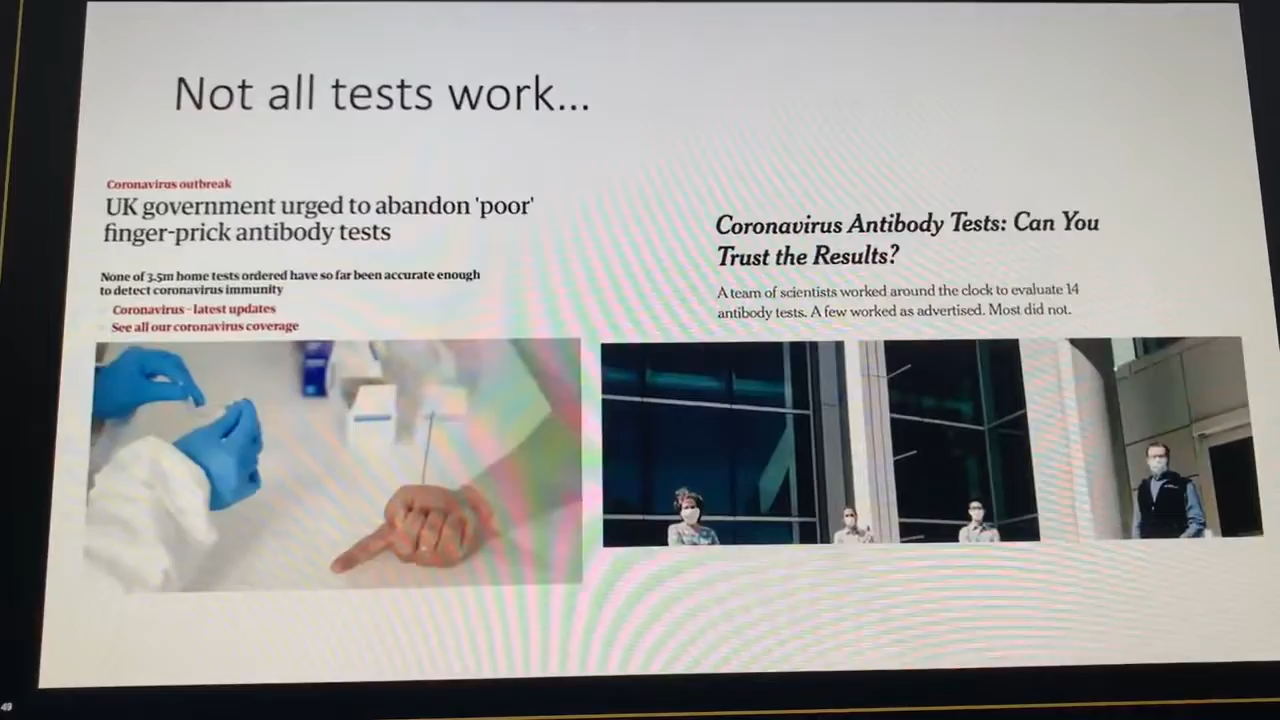 Not all tests work...
Coronavirus outbreak
UK government urged to abandon 'poor'
finger-prick antibody tests
None of 3.5m home tests ordered have so far been accurate enough
to detect coronavirus immunity
Coronavirus - latest updates
See all our coronavirus coverage
Coronavirus Antibody Tests: Can You
Trust the Results?
A team of scientists worked around the clock to evaluate 14
antibody tests. A few worked as advertised. Most did not.
49